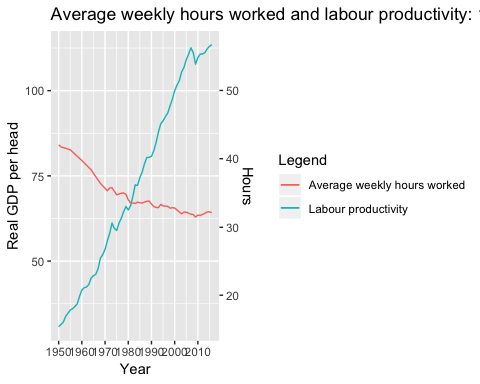 Average weekly hours worked and labour productivity:
100
75
50
Real GDP per head
50
40
30
20
Hours
1950 1960 1970 1980 1990 2000 2010
Year
Legend
Average weekly hours worked
Labour productivity